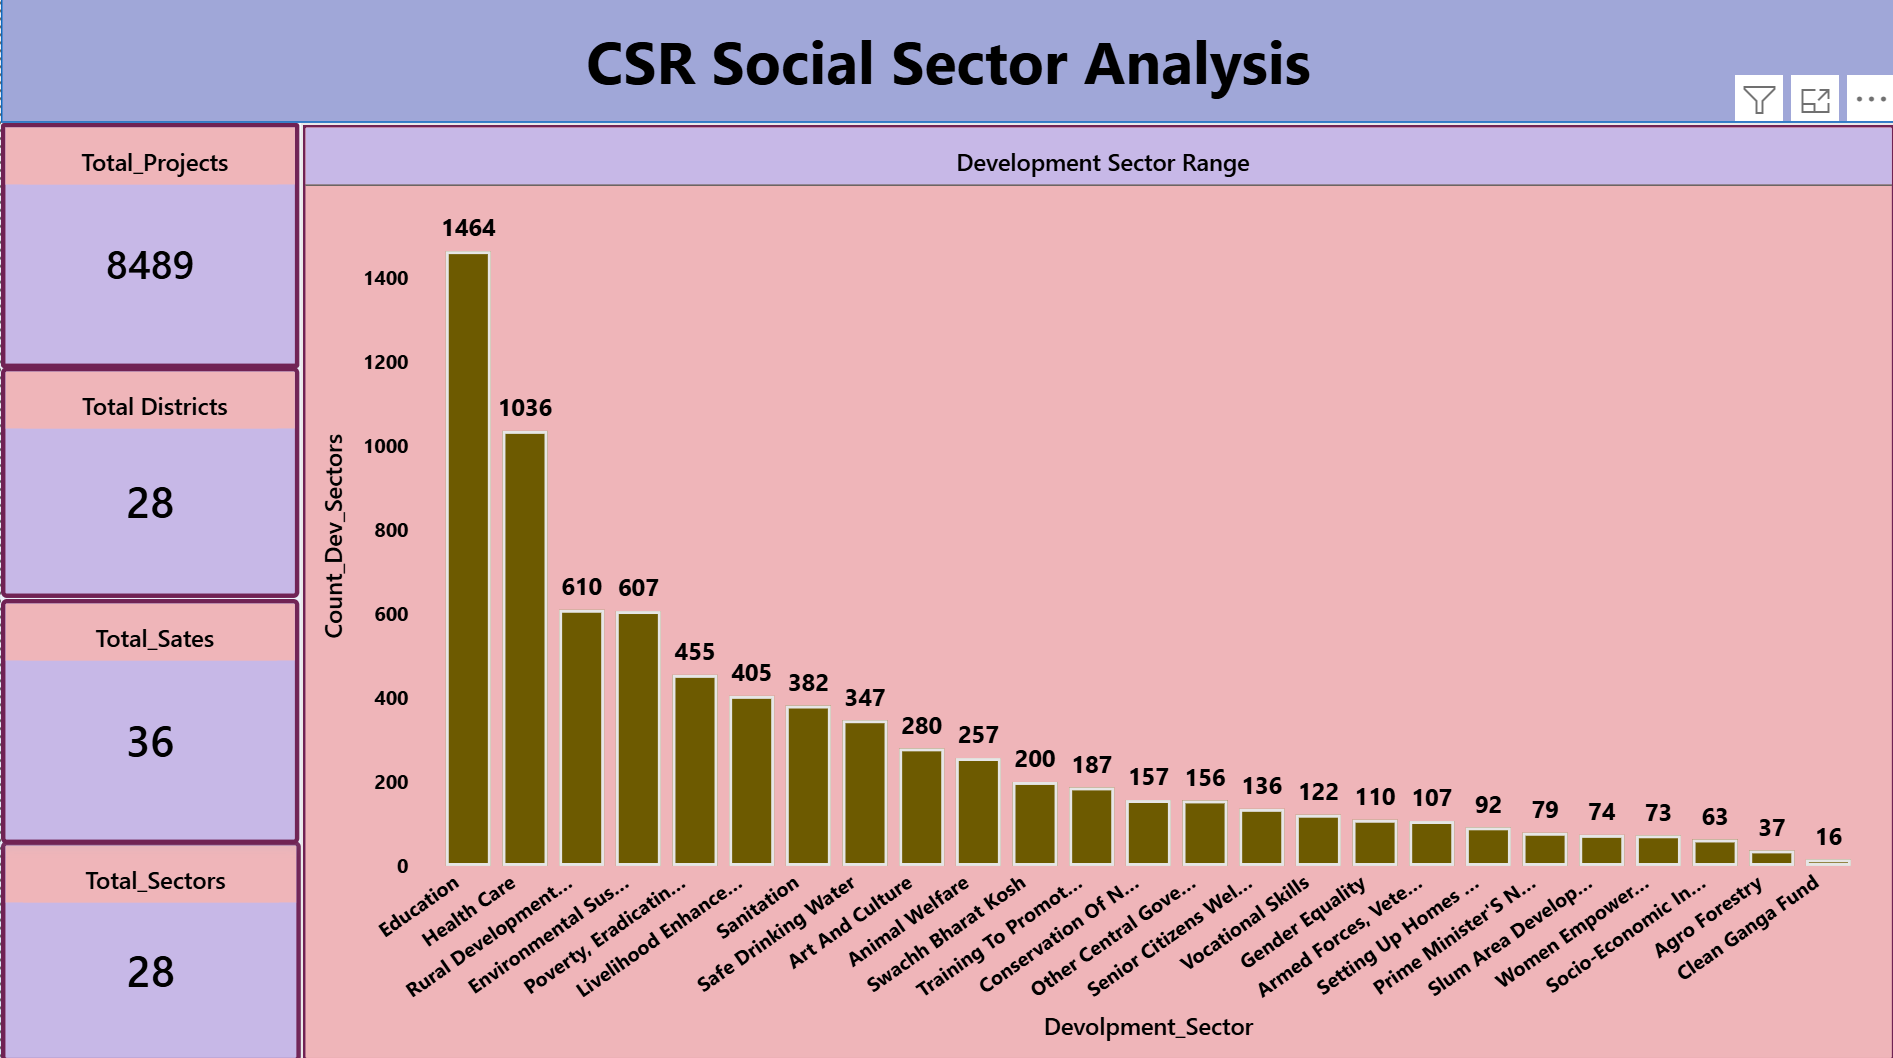 CSR Social Sector Analysis
Total_Projects
8489
Total Districts
28
Total_Sates
36
Total_Sectors
28
Development Sector Range
Count_Dev_Sectors
1400
1200
1000
800
600
400
200
0
1464
1036
610
607
455
405
382
347
280
257
200
187
157
156
136
122
110
107
92
79
74
73
63
37
16
Education
Health Care
Rural Development...
Environmental Sus...
Poverty, Eradicatin...
Livelihood Enhance...
Sanitation
Safe Drinking Water
Art And Culture
Animal Welfare
Swachh Bharat Kosh
Training To Promot...
Conservation Of N...
Other Central Gove...
Senior Citizens Wel...
Vocational Skills
Gender Equality
Armed Forces, Vete...
Setting Up Homes ...
Prime Minister'S N...
Slum Area Develop...
Women Empower...
Socio-Economic In...
Agro Forestry
Clean Ganga Fund
Devolpment_Sector